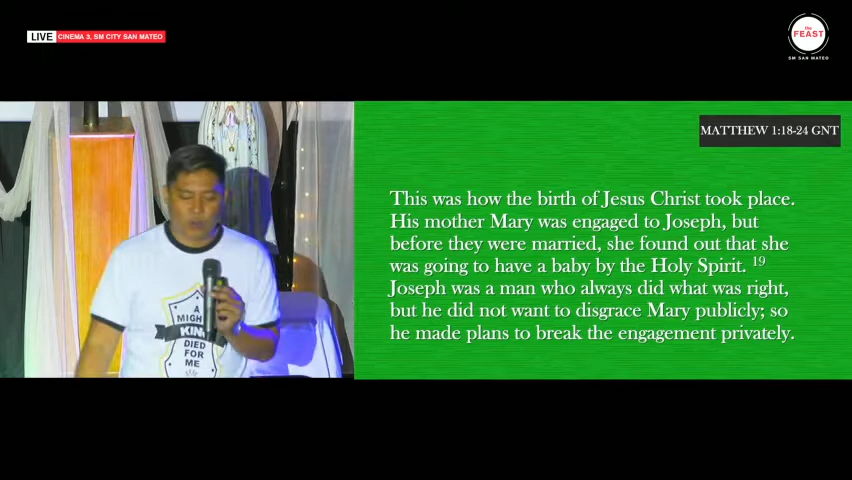 LIVE CINEMA 3, SM CITY SAN MATEO
the
FEAST
SM SAN MATEO
MATTHEW 1:18-24 GNT
This was how the birth of Jesus Christ took place.
His mother Mary was engaged to Joseph, but
before they were married, she found out that she
was going to have a baby by the Holy Spirit. 19
Joseph was a man who always did what was right,
but he did not want to disgrace Mary publicly; so
he made plans to break the engagement privately.
A
DIED
FOR
ME